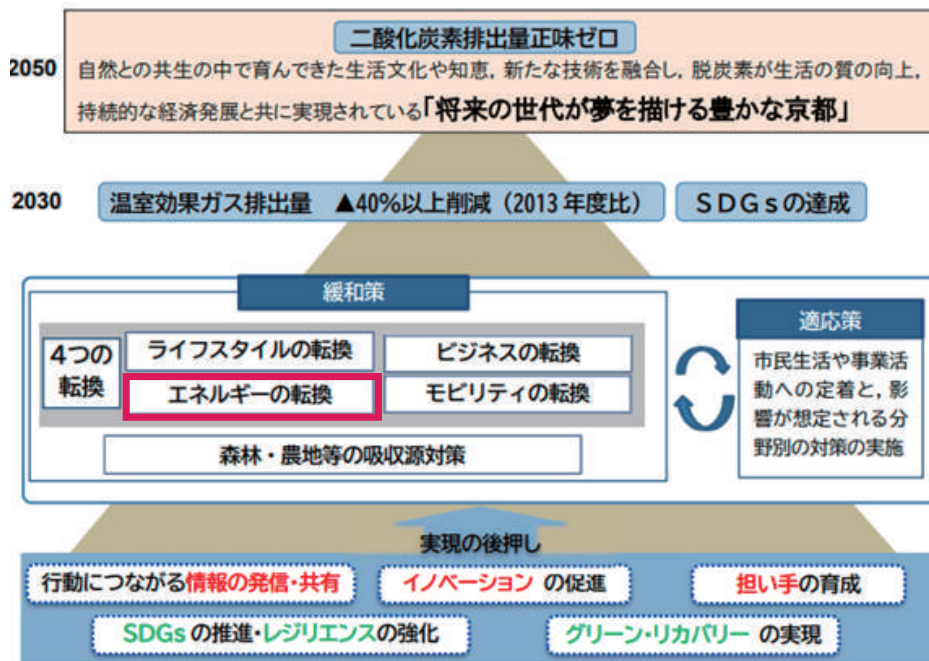 二酸化炭素排出量正味ゼロ
2050
自然との共生の中で育んできた生活文化や知恵，新たな技術を融合し，脱炭素が生活の質の向上，
持続的な経済発展と共に実現されている「将来の世代が夢を描ける豊かな京都」
2030
温室効果ガス排出量　▲40%以上削減（2013 年度比）
ＳＤＧｓの達成
緩和策
4つの
転換
ライフスタイルの転換
ビジネスの転換
エネルギーの転換
モビリティの転換
森林・農地等の吸収源対策
適応策
市民生活や事業活
動への定着と，影
響が想定される分
野別の対策の実施
実現の後押し
行動につながる情報の発信・共有
イノベーション の促進
担い手の育成
SDGs の推進・レジリエンスの強化
グリーン・リカバリー の実現